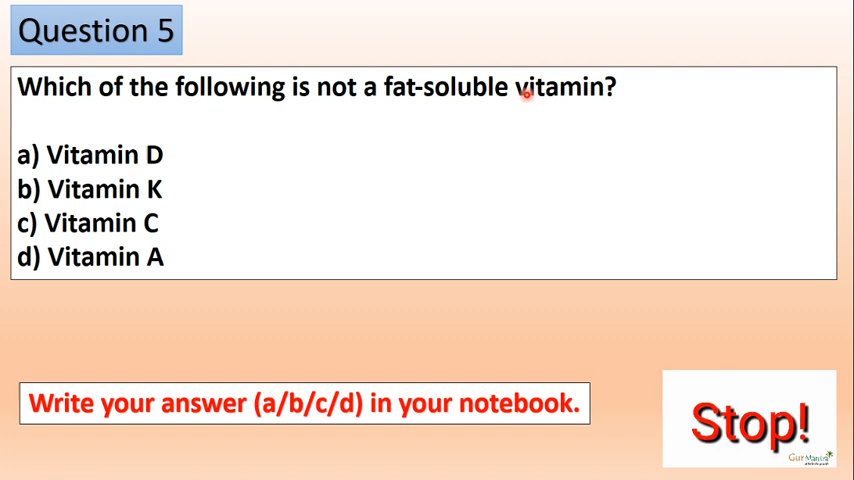 Question 5
Which of the following is not a fat-soluble vitamin?
a) Vitamin D
b) Vitamin K
c) Vitamin C
d) Vitamin A
Write your answer (a/b/c/d) in your notebook.
Stop!
Gur Mantra